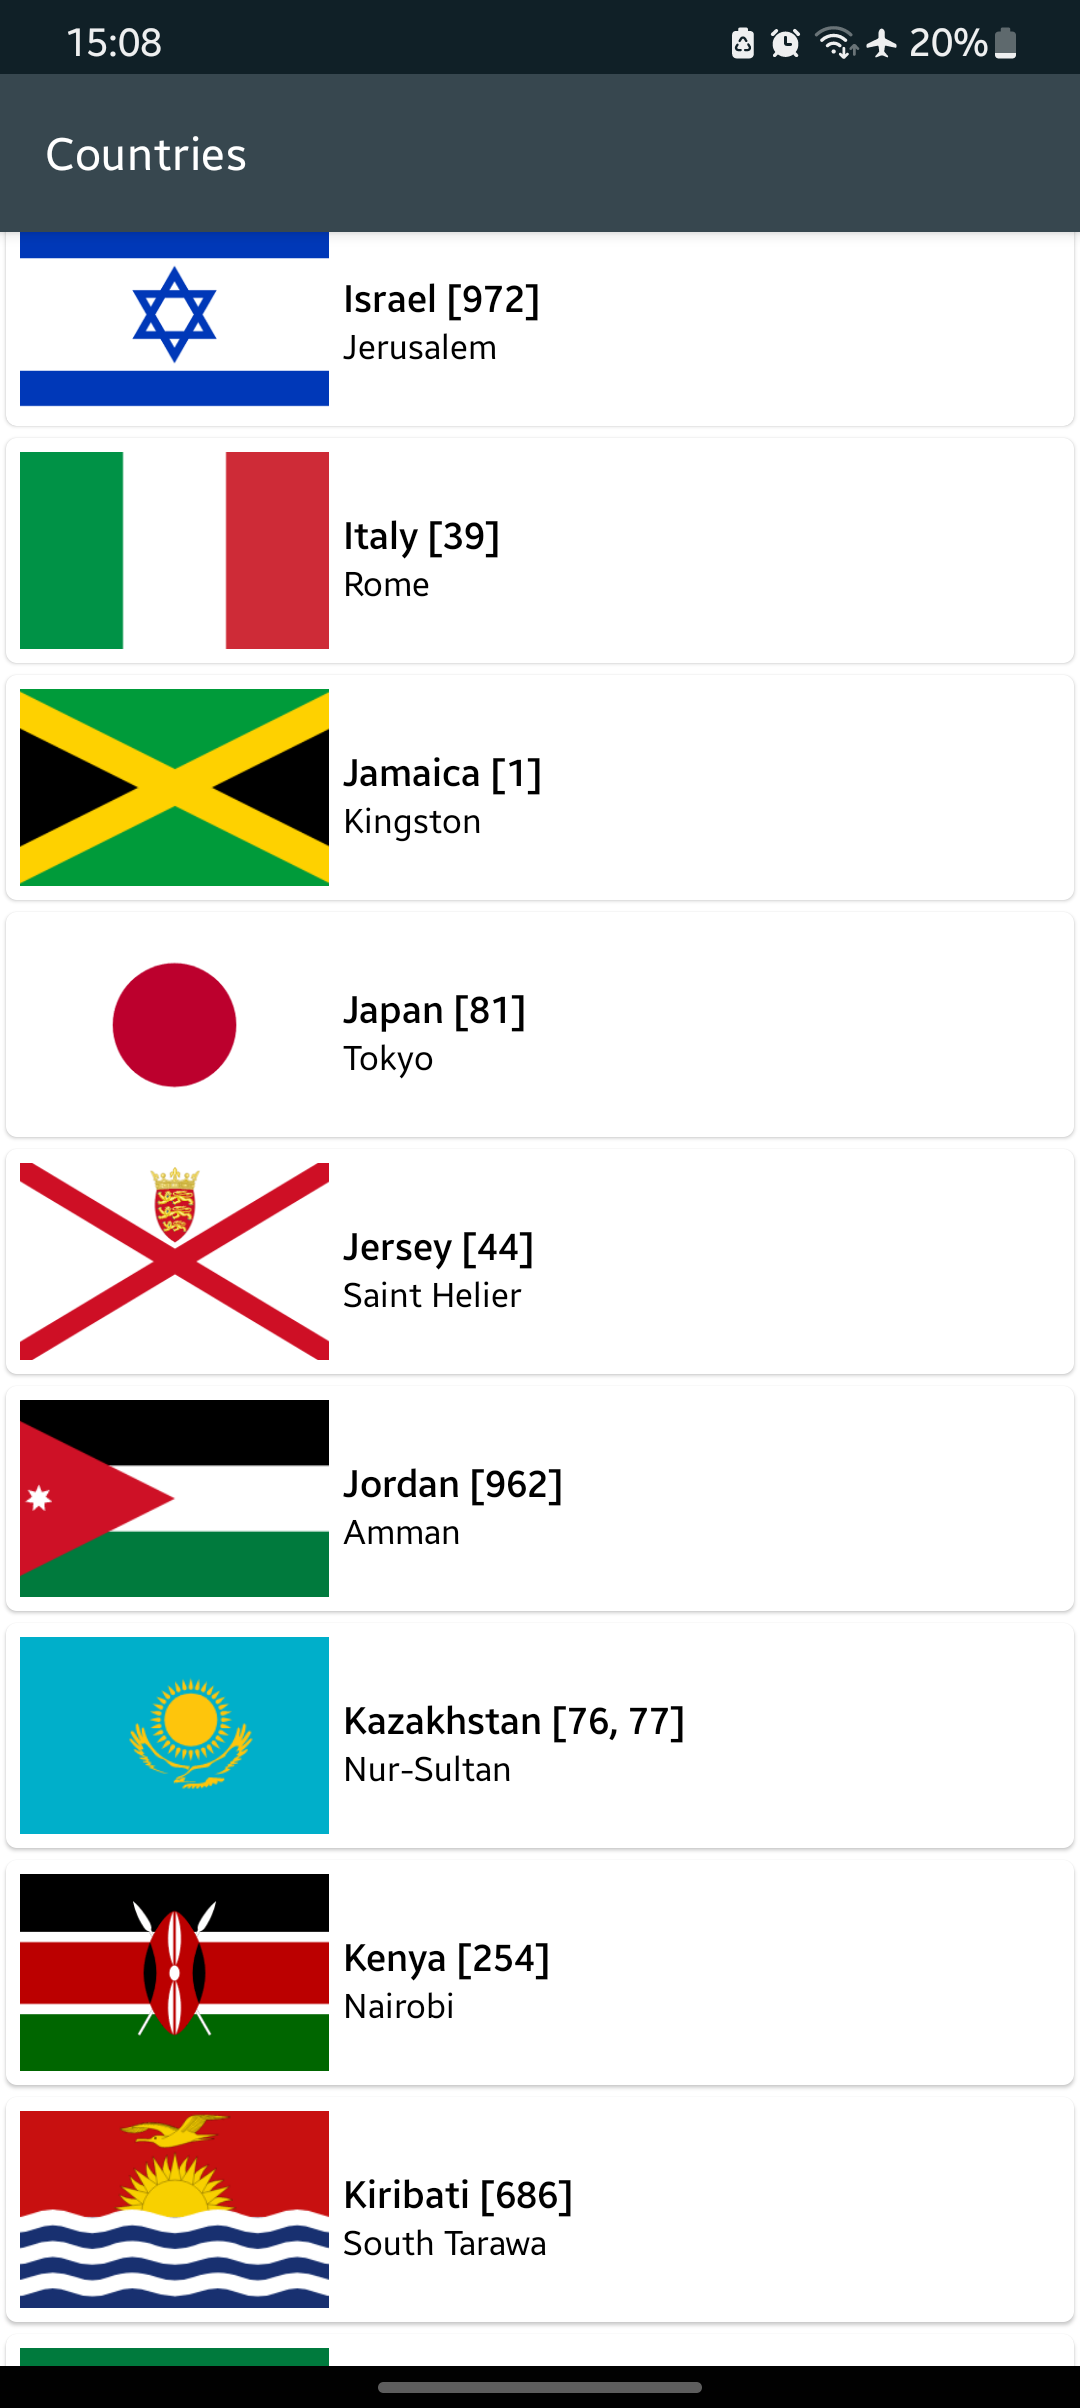 15:08
20%
Countries
Israel [972]
Jerusalem
Italy [39]
Rome
Jamaica [1]
Kingston
Japan [81]
Tokyo
Jersey [44]
Saint Helier
Jordan [962]
Amman
Kazakhstan [76, 77]
Nur-Sultan
Kenya [254]
Nairobi
Kiribati [686]
South Tarawa